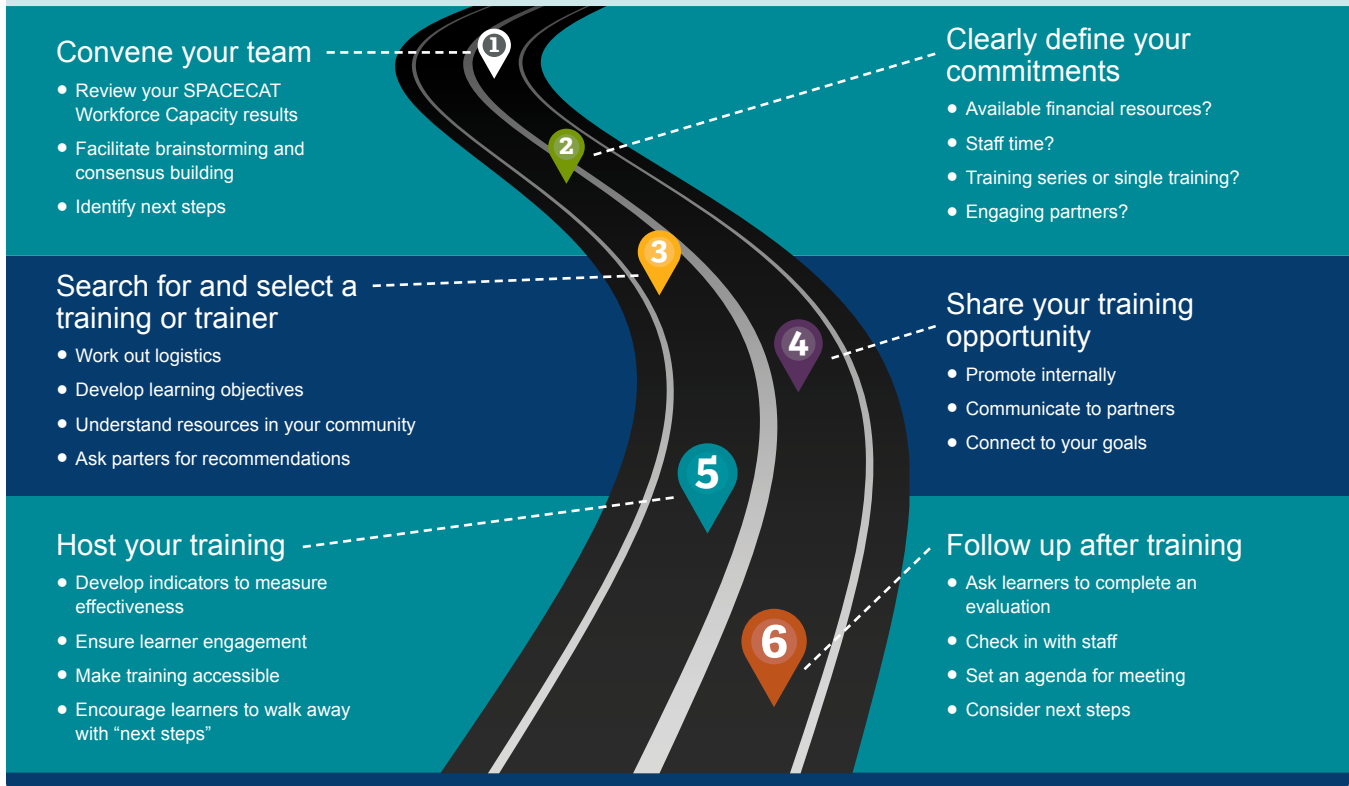 1
Convene your team
• Review your SPACECAT
Workforce Capacity results
• Facilitate brainstorming and
consensus building
• Identify next steps
2
Clearly define your
commitments
• Available financial resources?
• Staff time?
• Training series or single training?
• Engaging partners?
3
Search for and select a
training or trainer
• Work out logistics
• Develop learning objectives
• Understand resources in your community
• Ask parters for recommendations
4
Share your training
opportunity
• Promote internally
• Communicate to partners
• Connect to your goals
5
Host your training
• Develop indicators to measure
effectiveness
• Ensure learner engagement
• Make training accessible
• Encourage learners to walk away
with “next steps”
6
Follow up after training
• Ask learners to complete an
evaluation
• Check in with staff
• Set an agenda for meeting
• Consider next steps